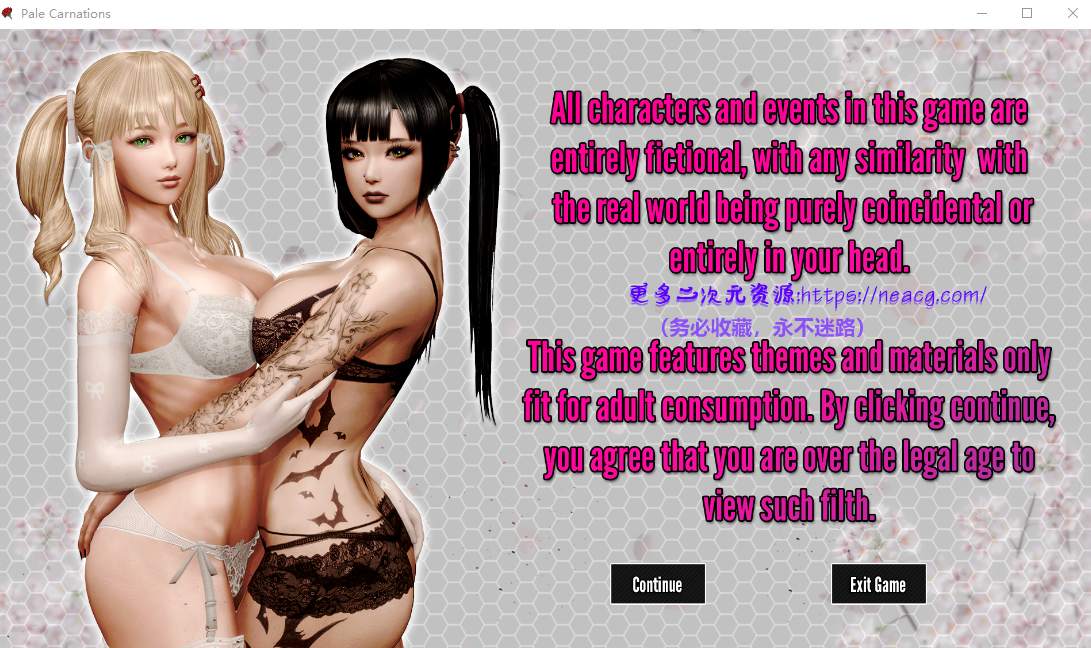 Pale Carnations
All characters and events in this game are
entirely fictional, with any similarity with
the real world being purely coincidental or
entirely in your head.
更多二次元资源:https://neacg.com/
（务必收藏，永不迷路）
This game features themes and materials only
fit for adult consumption. By clicking continue,
you agree that you are over the legal age to
view such filth.
Continue
Exit Game